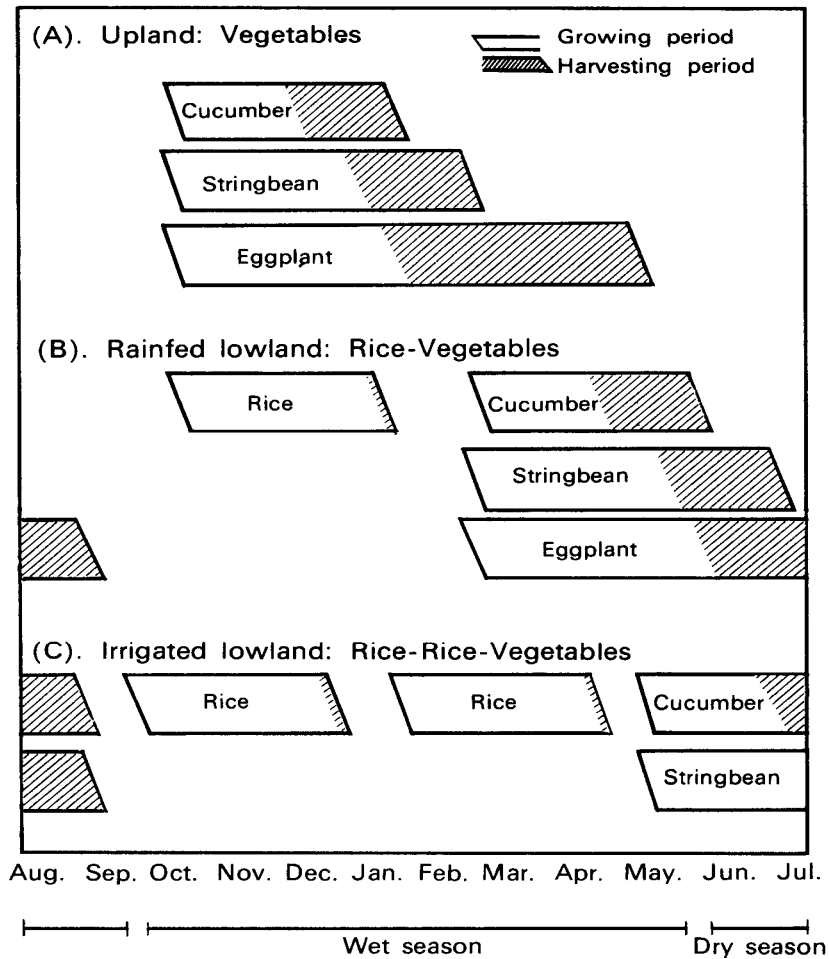 (A). Upland: Vegetables
Growing period
Harvesting period
Cucumber
Stringbean
Eggplant
(B). Rainfed lowland: Rice-Vegetables
Rice
Cucumber
Stringbean
Eggplant
(C). Irrigated lowland: Rice-Rice-Vegetables
Rice Rice Cucumber
Stringbean
Aug. Sep. Oct. Nov. Dec. Jan. Feb. Mar. Apr. May. Jun. Jul.
Wet season Dry season